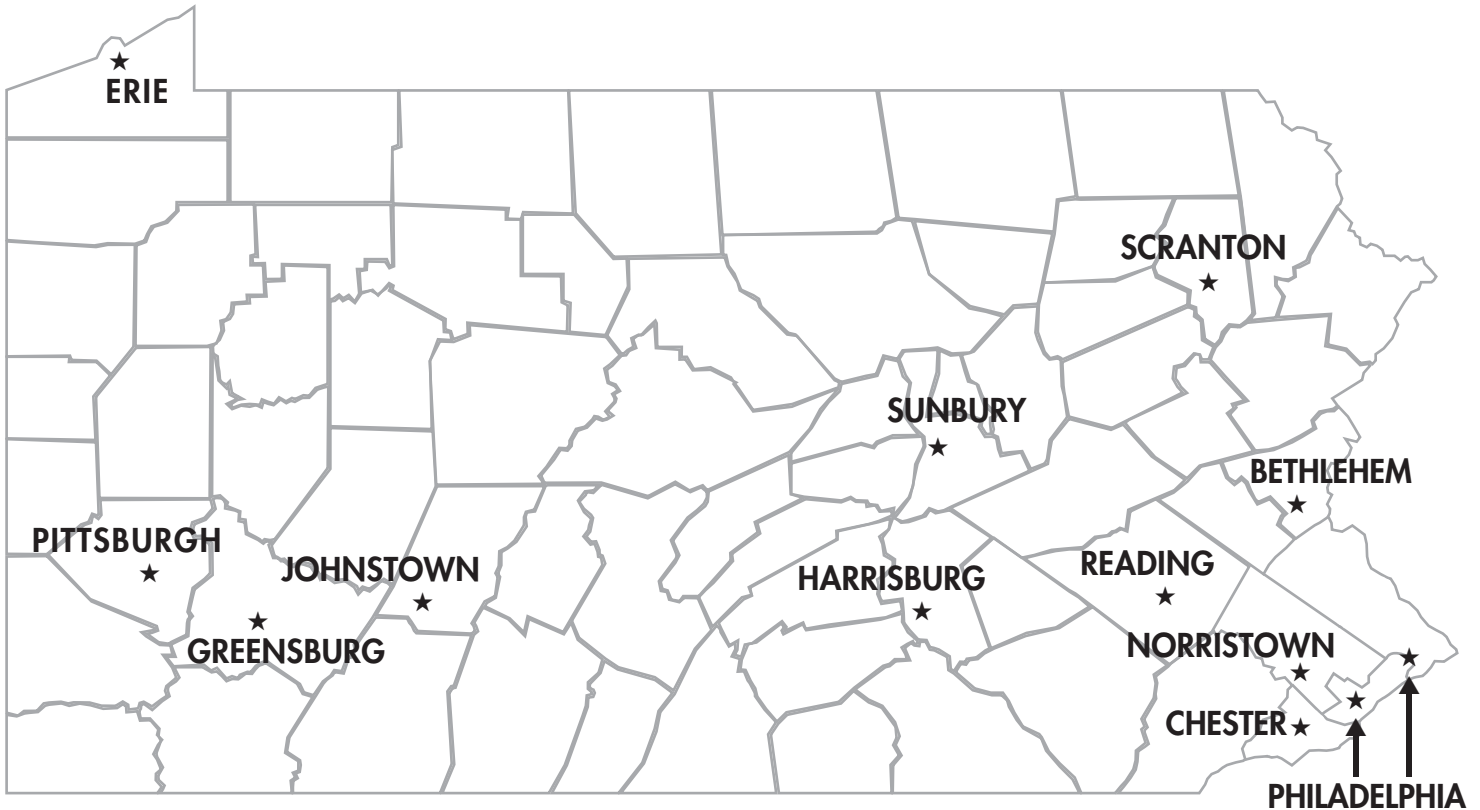 ERIE
SCRANTON
SUNBURY
BETHLEHEM
PITTSBURGH
JOHNSTOWN
READING
HARRISBURG
GREENSBURG
NORRISTOWN
CHESTER
PHILADELPHIA